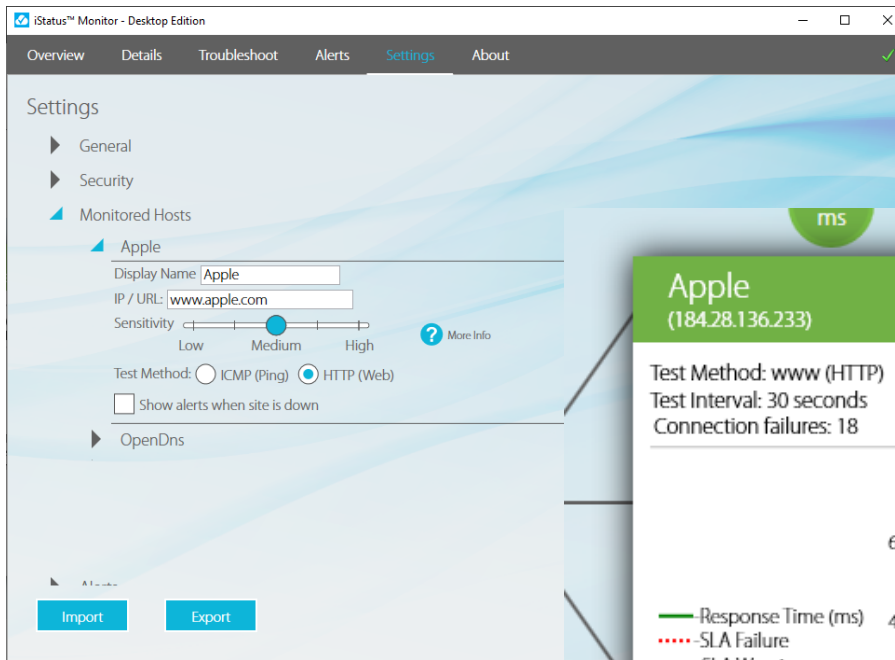 iStatus™ Monitor - Desktop Edition
Overview Details Troubleshoot Alerts Settings About
Settings
General
Security
Monitored Hosts
Apple
Display Name Apple
IP / URL: www.apple.com
Sensitivity
Low Medium High
More Info
Test Method: ICMP (Ping) HTTP (Web)
Show alerts when site is down
OpenDns
Import Export
ms
Apple
(184.28.136.233)
Test Method: www (HTTP)
Test Interval: 30 seconds
Connection failures: 18
Response Time (ms)
SLA Failure